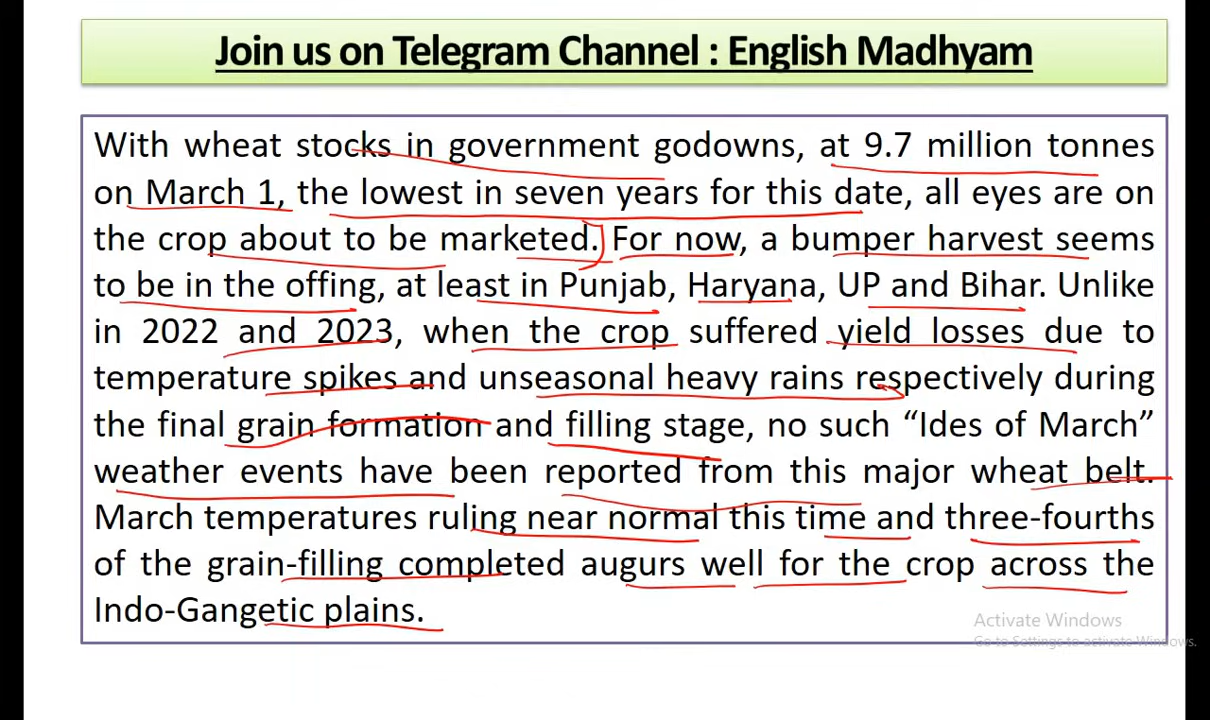 Join us on Telegram Channel : English Madhyam
With wheat stocks in government godowns, at 9.7 million tonnes
on March 1, the lowest in seven years for this date, all eyes are on
the crop about to be marketed. For now, a bumper harvest seems
to be in the offing, at least in Punjab, Haryana, UP and Bihar. Unlike
in 2022 and 2023, when the crop suffered yield losses due to
temperature spikes and unseasonal heavy rains respectively during
the final grain formation and filling stage, no such “Ides of March”
weather events have been reported from this major wheat belt.
March temperatures ruling near normal this time and three-fourths
of the grain-filling completed augurs well for the crop across the
Indo-Gangetic plains.
Activate Windows
Go to Settings to activate Windows.